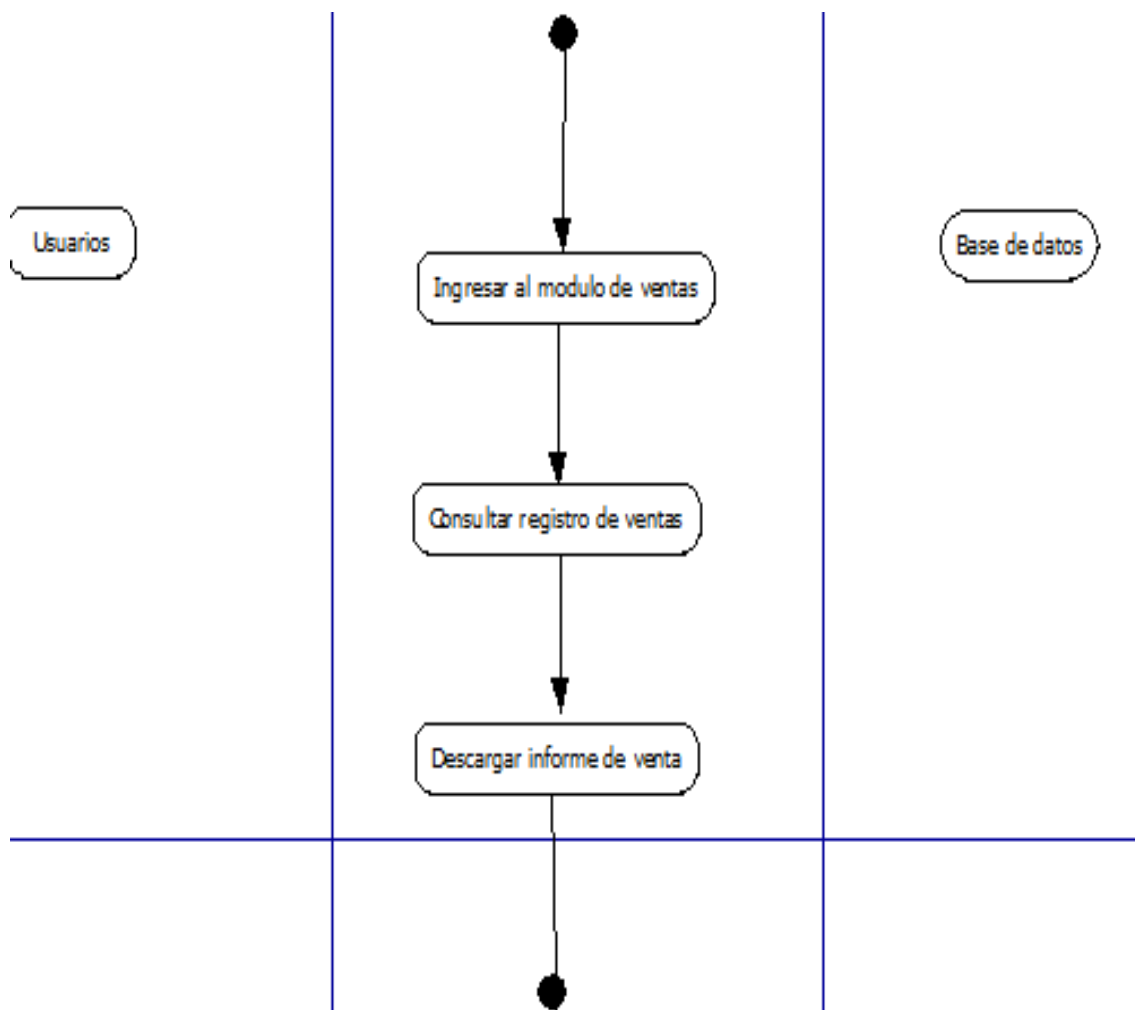 Usuarios
Base de datos
Ingresar al modulo de ventas
Consultar registro de ventas
Descargar informe de venta